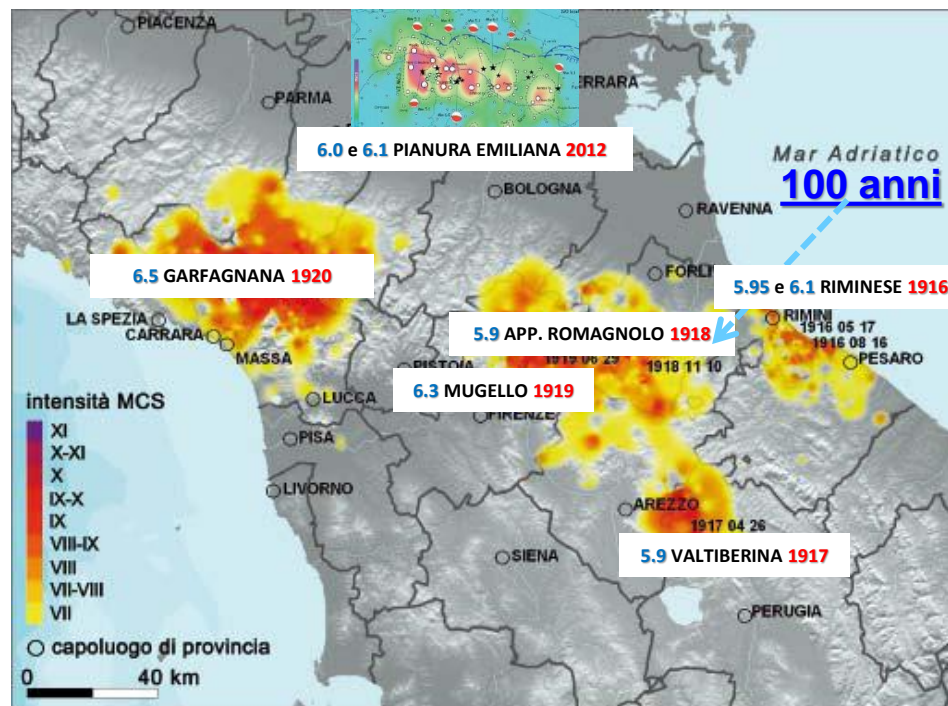 PIACENZA
PARMA
ERRARA
6.0 e 6.1 PIANURA EMILIANA 2012
Mar Adriatico
100 anni
BOLOGNA
RAVENNA
FORLI
6.5 GARFAGNANA 1920
5.95 e 6.1 RIMINESE 1916
LA SPEZIA
CARRARA
MASSA
RIMINI
1916 05 17
1916 08 16
PESARO
5.9 APP. ROMAGNOLO 1918
PISTOIA
1919 06 29
1918 11 10
6.3 MUGELLO 1919
LUCCA
FIRENZE
PISA
intensità MCS
XI
X-XI
X
IX-X
IX
VIII-IX
VIII
VII-VIII
VII
capoluogo di provincia
0 40 km
LIVORNO
AREZZO
1917 04 26
SIENA
5.9 VALTIBERINA 1917
PERUGIA